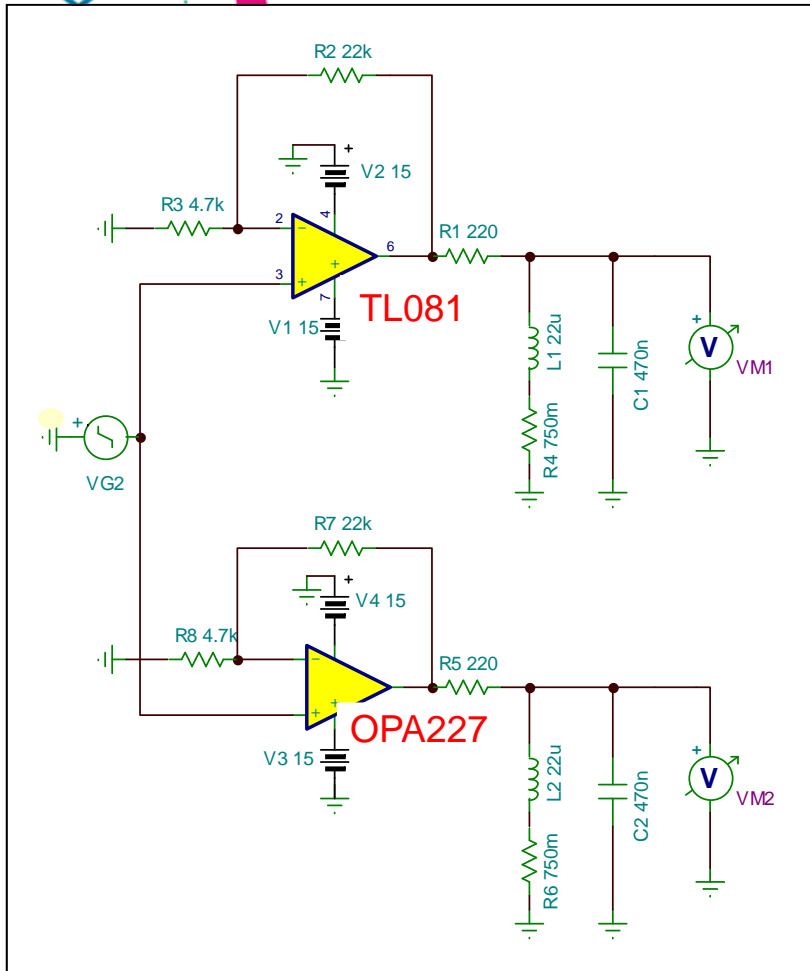 R2 22k
+
V2 15
R3 4.7k
2
4
−
6
R1 220
3
+
+
7
TL081
V1 15
L1 22u
C1 470n
+
V
VM1
R4 750m
+
VG2
R7 22k
+
V4 15
R8 4.7k
−
R5 220
+
+
OPA227
V3 15
L2 22u
C2 470n
+
V
VM2
R6 750m